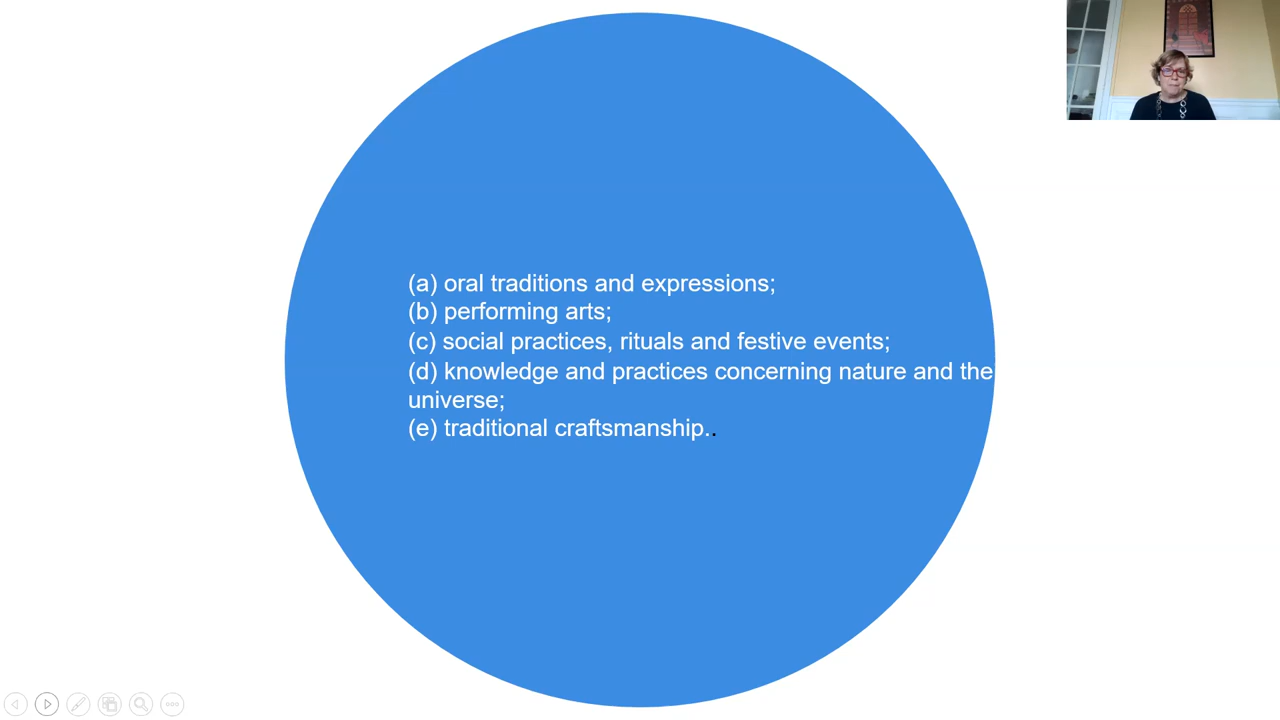 (a) oral traditions and expressions;
(b) performing arts;
(c) social practices, rituals and festive events;
(d) knowledge and practices concerning nature and the
universe;
(e) traditional craftsmanship..